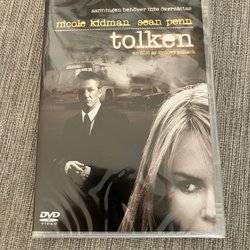 sanningen behöver inte översättas
nicole kidman sean penn
tolken
en film av sydney pollack
DVD
VIDEO